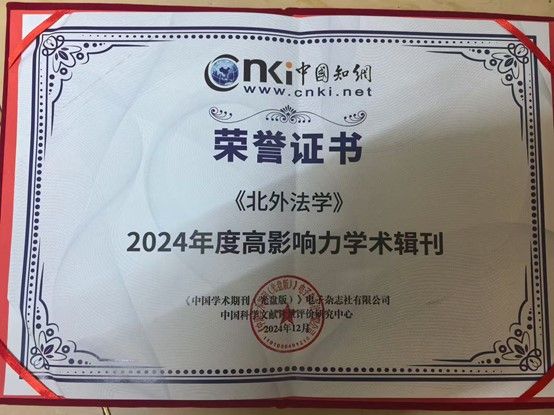 CNKI中国知網
www.cnki.net
荣誉证书
《北外法学》
2024年度高影响力学术辑刊
《中国学术期刊（光盘版）》电子杂志社有限公司
中国科学文献计量评价研究中心
2024年12月